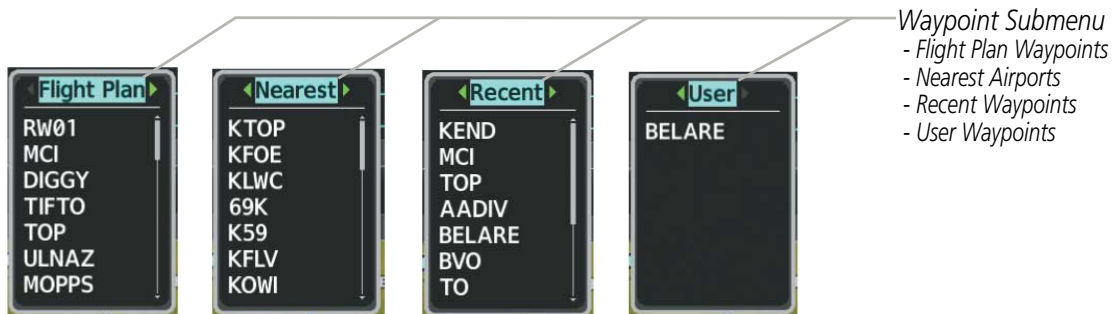 Waypoint Submenu
- Flight Plan Waypoints
- Nearest Airports
- Recent Waypoints
- User Waypoints
Flight Plan
RW01
MCI
DIGGY
TIFTO
TOP
ULNAZ
MOPPS
Nearest
KTOP
KFOE
KLWC
69K
K59
KFLV
KOWI
Recent
KEND
MCI
TOP
AADIV
BELARE
BVO
TO
User
BELARE